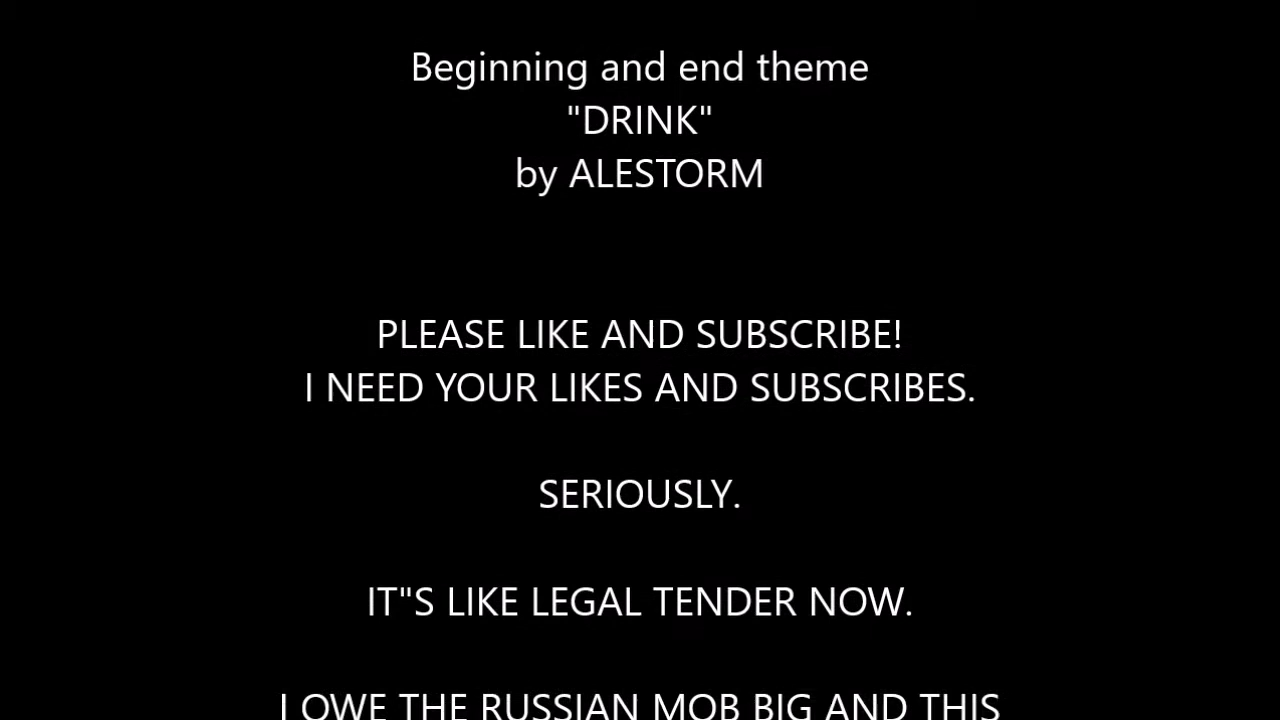 Beginning and end theme
"DRINK"
by ALESTORM
PLEASE LIKE AND SUBSCRIBE!
I NEED YOUR LIKES AND SUBSCRIBES.
SERIOUSLY.
IT"S LIKE LEGAL TENDER NOW.
I OWE THE RUSSIAN MOB BIG AND THIS